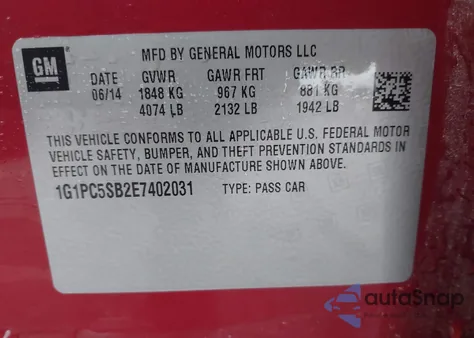 GM
MFD BY GENERAL MOTORS LLC
DATE GVWR GAWR FRT GAWR RR
06/14 1848 KG 967 KG 881 KG
4074 LB 2132 LB 1942 LB
THIS VEHICLE CONFORMS TO ALL APPLICABLE U.S. FEDERAL MOTOR
VEHICLE SAFETY, BUMPER, AND THEFT PREVENTION STANDARDS IN
EFFECT ON THE DATE OF MANUFACTURE SHOWN ABOVE.
1G1PC5SB2E7402031 TYPE: PASS CAR
autoSnap